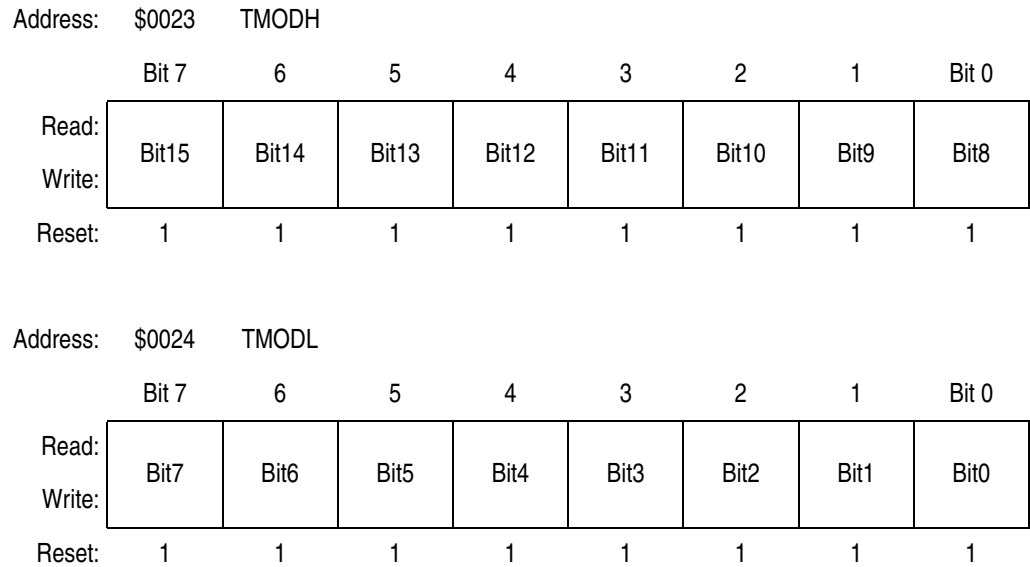 Address: $0023 TMODH
Bit 7 6 5 4 3 2 1 Bit 0
Read:
Bit15 Bit14 Bit13 Bit12 Bit11 Bit10 Bit9 Bit8
Write:
Reset: 1 1 1 1 1 1 1 1
Address: $0024 TMODL
Bit 7 6 5 4 3 2 1 Bit 0
Read:
Bit7 Bit6 Bit5 Bit4 Bit3 Bit2 Bit1 Bit0
Write:
Reset: 1 1 1 1 1 1 1 1